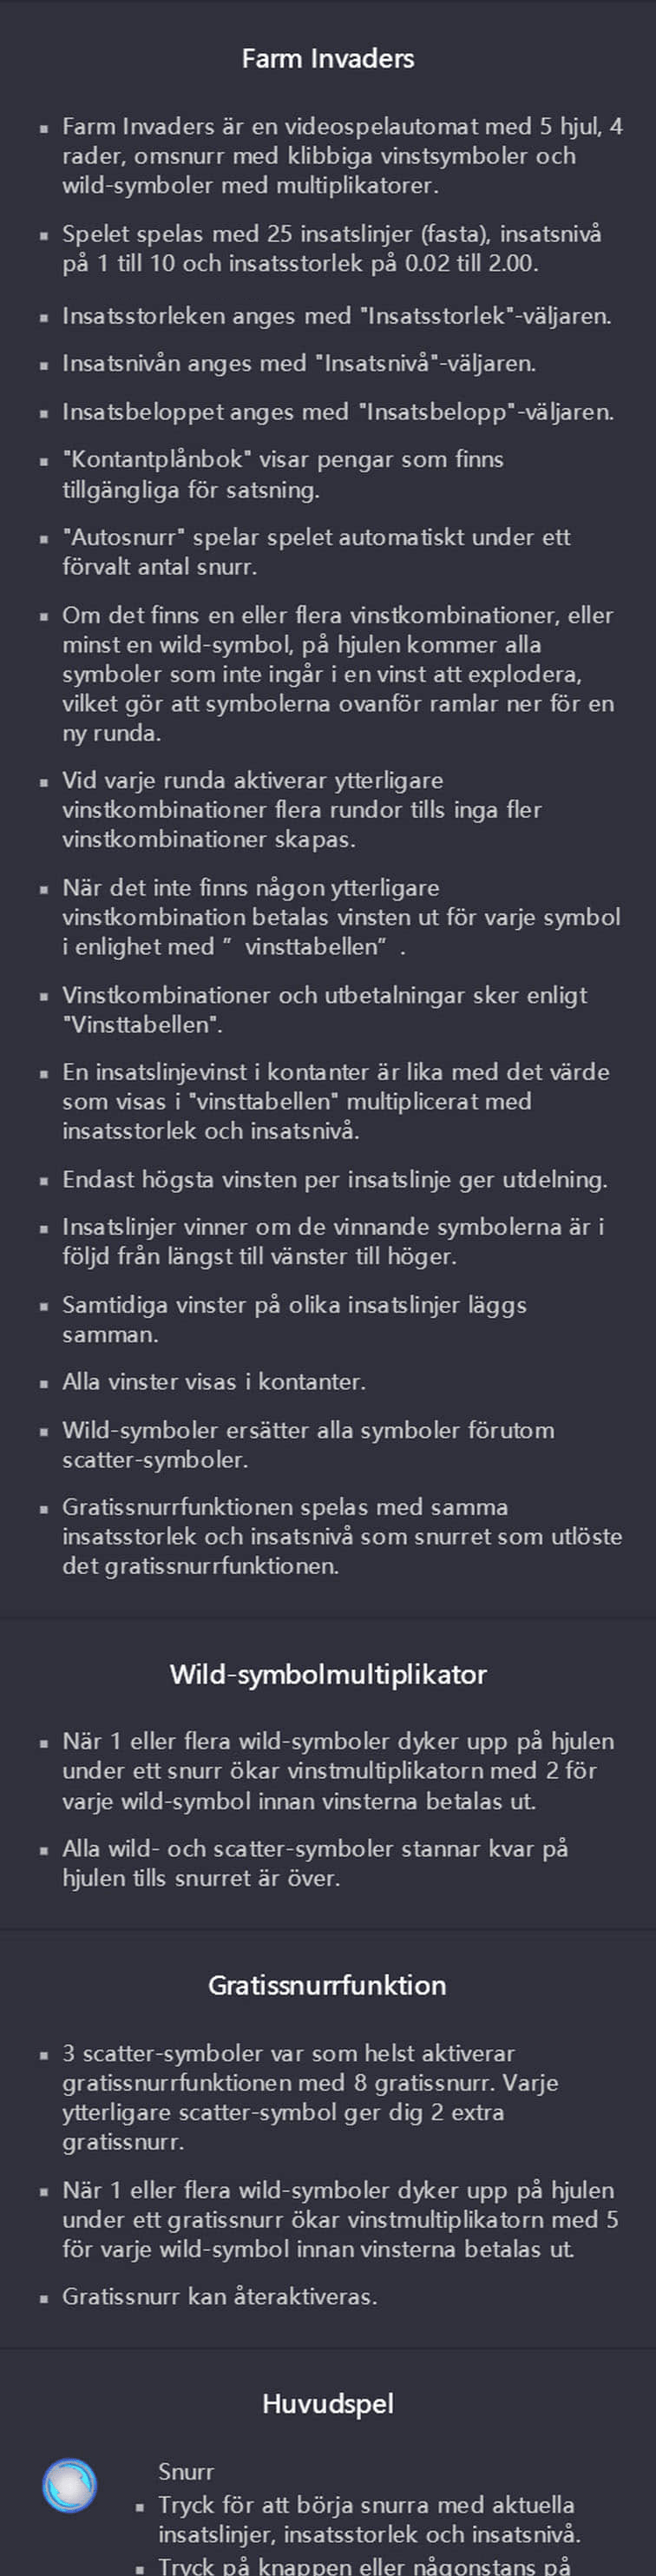 Farm Invaders
▪ Farm Invaders är en videospelautomat med 5 hjul, 4
rader, omsnurr med klibbiga vinstsymboler och
wild-symboler med multiplikatorer.
▪ Spelet spelas med 25 insatslinjer (fasta), insatsnivå
på 1 till 10 och insatsstorlek på 0.02 till 2.00.
▪ Insatsstorleken anges med "Insatsstorlek"-väljaren.
▪ Insatsnivån anges med "Insatsnivå"-väljaren.
▪ Insatsbeloppet anges med "Insatsbelopp"-väljaren.
▪ "Kontantplånbok" visar pengar som finns
tillgängliga för satsning.
▪ "Autosnurr" spelar spelet automatiskt under ett
förvalt antal snurr.
▪ Om det finns en eller flera vinstkombinationer, eller
minst en wild-symbol, på hjulen kommer alla
symboler som inte ingår i en vinst att explodera,
vilket gör att symbolerna ovanför ramlar ner för en
ny runda.
▪ Vid varje runda aktiverar ytterligare
vinstkombinationer flera rundor tills inga fler
vinstkombinationer skapas.
▪ När det inte finns någon ytterligare
vinstkombination betalas vinsten ut för varje symbol
i enlighet med ” vinsttabellen” .
▪ Vinstkombinationer och utbetalningar sker enligt
"Vinsttabellen".
▪ En insatslinjevinst i kontanter är lika med det värde
som visas i "vinsttabellen" multiplicerat med
insatsstorlek och insatsnivå.
▪ Endast högsta vinsten per insatslinje ger utdelning.
▪ Insatslinjer vinner om de vinnande symbolerna är i
följd från längst till vänster till höger.
▪ Samtidiga vinster på olika insatslinjer läggs
samman.
▪ Alla vinster visas i kontanter.
▪ Wild-symboler ersätter alla symboler förutom
scatter-symboler.
▪ Gratissnurrfunktionen spelas med samma
insatsstorlek och insatsnivå som snurret som utlöste
det gratissnurrfunktionen.
Wild-symbolmultiplikator
▪ När 1 eller flera wild-symboler dyker upp på hjulen
under ett snurr ökar vinstmultiplikatorn med 2 för
varje wild-symbol innan vinsterna betalas ut.
▪ Alla wild- och scatter-symboler stannar kvar på
hjulen tills snurret är över.
Gratissnurrfunktion
▪ 3 scatter-symboler var som helst aktiverar
gratissnurrfunktionen med 8 gratissnurr. Varje
ytterligare scatter-symbol ger dig 2 extra
gratissnurr.
▪ När 1 eller flera wild-symboler dyker upp på hjulen
under ett gratissnurr ökar vinstmultiplikatorn med 5
för varje wild-symbol innan vinsterna betalas ut.
▪ Gratissnurr kan återaktiveras.
Huvudspel
Snurr
▪ Tryck för att börja snurra med aktuella
insatslinjer, insatsstorlek och insatsnivå.
▪ Tryck på knappen eller någonstans på